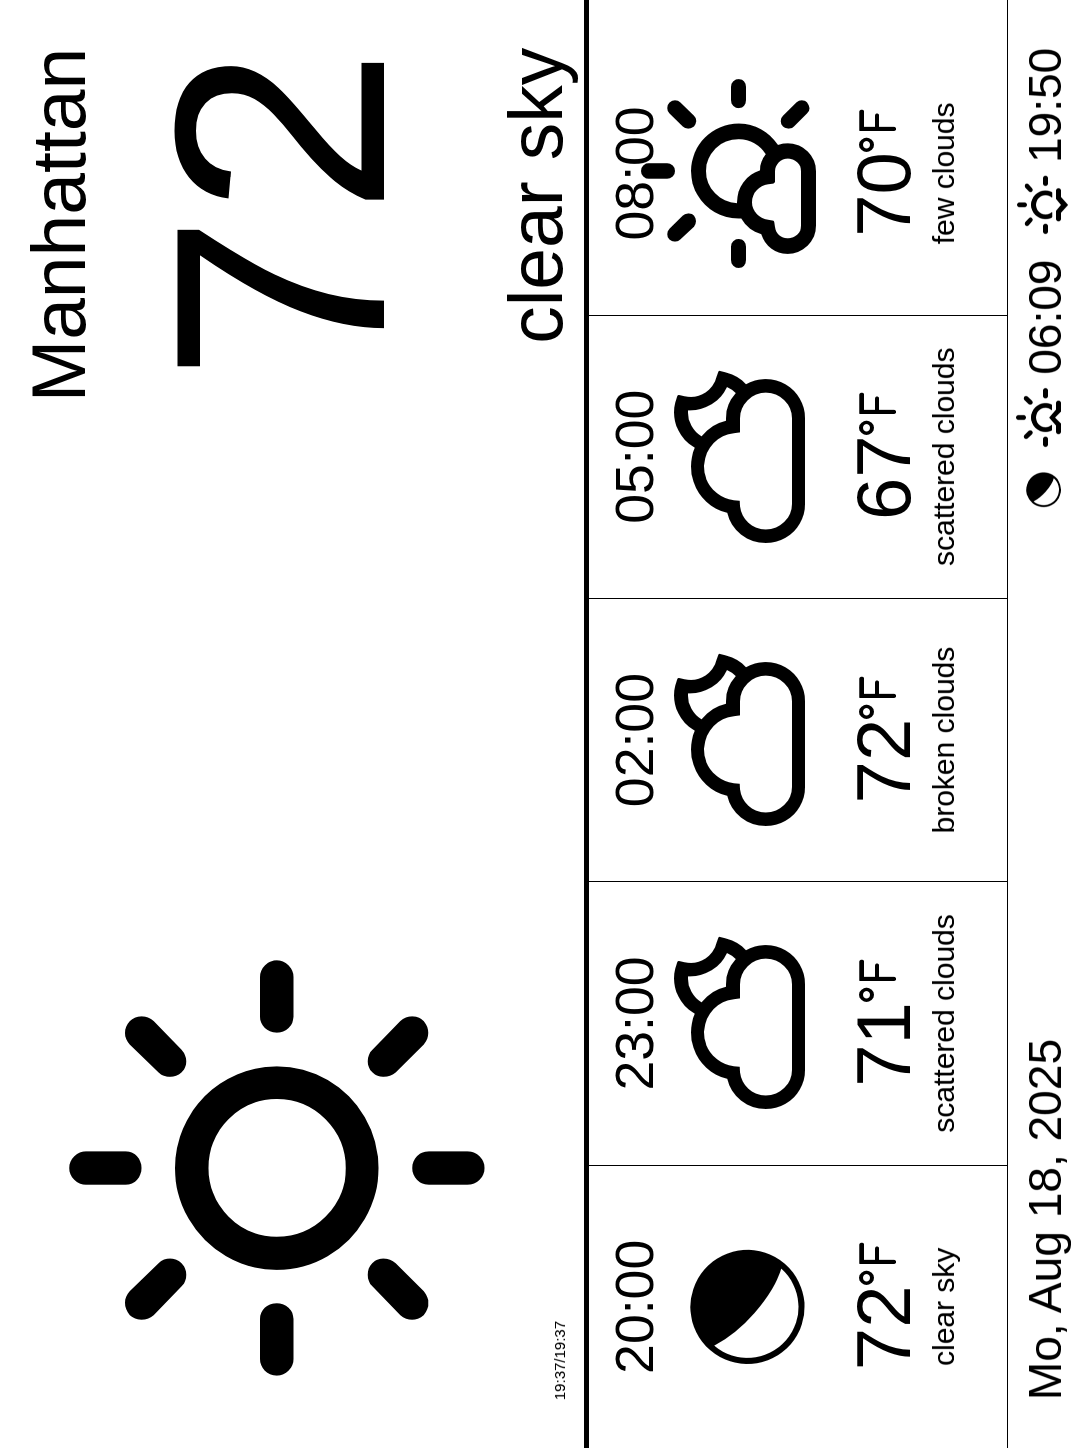 Manhattan
72
clear sky
19:37/19:37
20:00
72°F
clear sky
23:00
71°F
scattered clouds
02:00
72°F
broken clouds
05:00
67°F
scattered clouds
08:00
70°F
few clouds
Mo, Aug 18, 2025
06:09
19:50